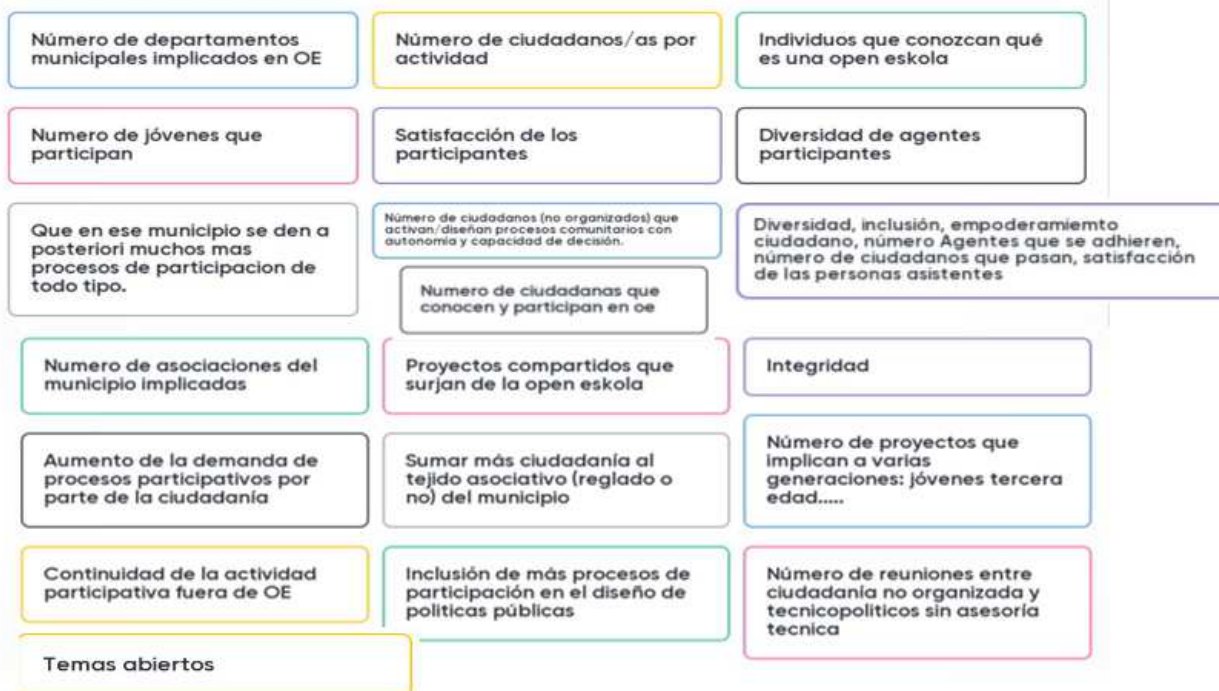 Número de departamentos
municipales implicados en OE
Número de ciudadanos/as por
actividad
Individuos que conozcan qué
es una open eskola
Numero de jóvenes que
participan
Satisfacción de los
participantes
Diversidad de agentes
participantes
Que en ese municipio se den a
posteriori muchos mas
procesos de participacion de
todo tipo.
Número de ciudadanos (no organizados) que
activan/diseñan procesos comunitarios con
autonomía y capacidad de decisión.
Numero de ciudadanas que
conocen y participan en oe
Diversidad, inclusión, empoderamiemto
ciudadano, número Agentes que se adhieren,
número de ciudadanos que pasan, satisfacción
de las personas asistentes
Numero de asociaciones del
municipio implicadas
Proyectos compartidos que
surjan de la open eskola
Integridad
Aumento de la demanda de
procesos participativos por
parte de la ciudadanía
Sumar más ciudadanía al
tejido asociativo (reglado o
no) del municipio
Número de proyectos que
implican a varias
generaciones: jóvenes tercera
edad.....
Continuidad de la actividad
participativa fuera de OE
Inclusión de más procesos de
participación en el diseño de
politicas públicas
Número de reuniones entre
ciudadanía no organizada y
tecnicopoliticos sin asesoría
tecnica
Temas abiertos